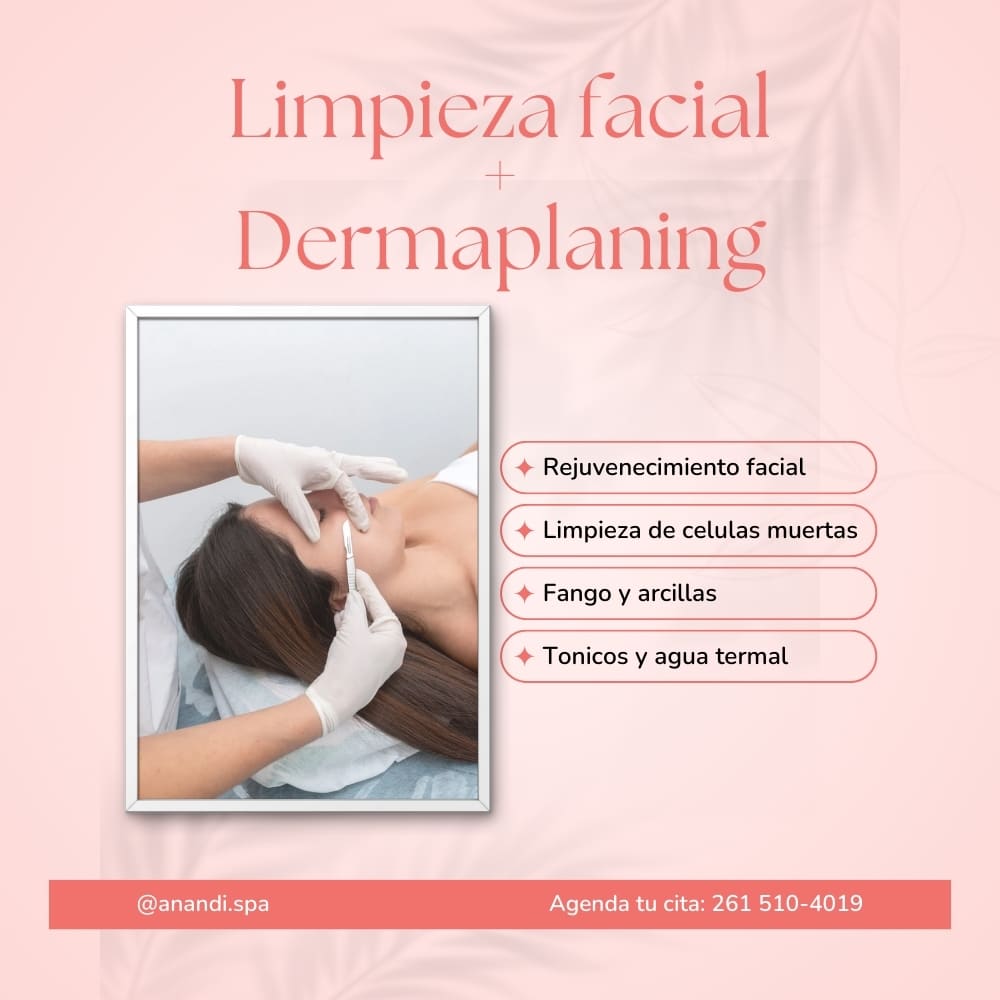 Limpieza facial
+
Dermaplaning
Rejuvenecimiento facial
Limpieza de celulas muertas
Fango y arcillas
Tonicos y agua termal
@anandi.spa
Agenda tu cita: 261 510-4019